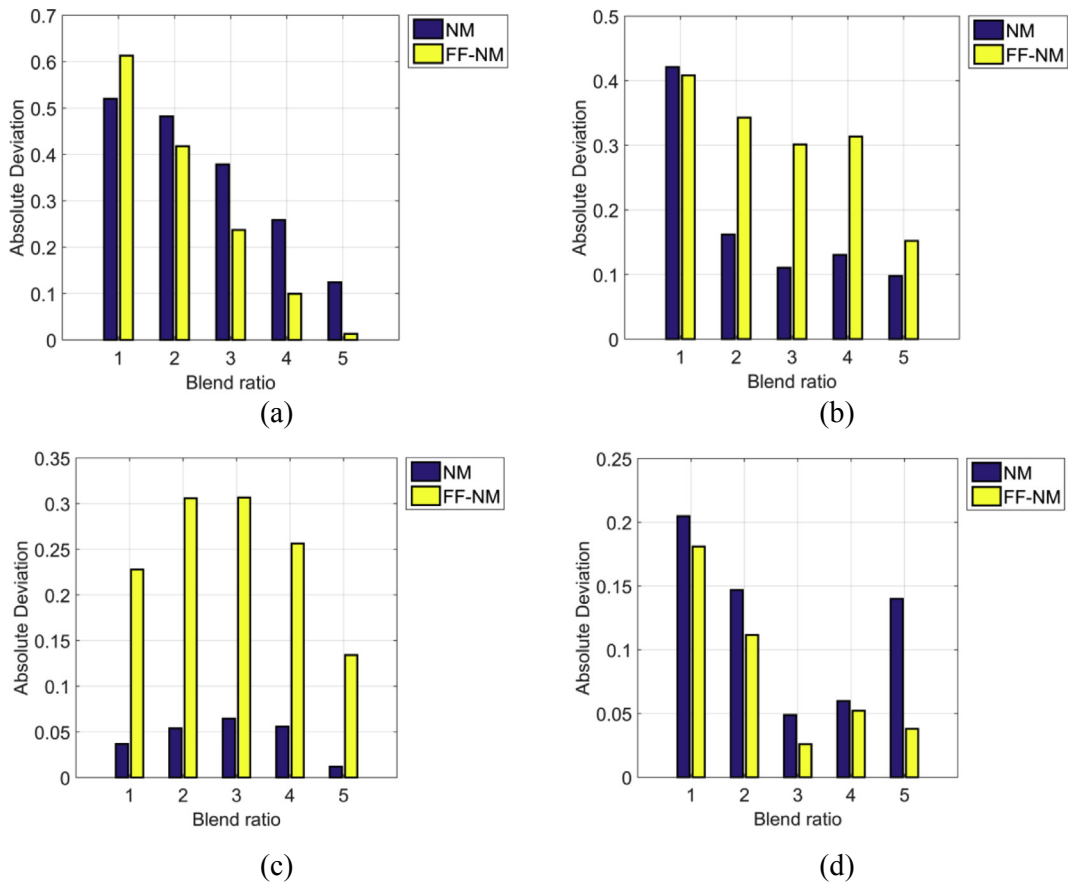 0.7
0.6
0.5
0.4
0.3
0.2
0.1
0
Absolute Deviation
1 2 3 4 5
Blend ratio
NM
FF-NM
(a)
0.5
0.4
0.3
0.2
0.1
0
Absolute Deviation
1 2 3 4 5
Blend ratio
NM
FF-NM
(b)
0.35
0.3
0.25
0.2
0.15
0.1
0.05
0
Absolute Deviation
1 2 3 4 5
Blend ratio
NM
FF-NM
(c)
0.25
0.2
0.15
0.1
0.05
0
Absolute Deviation
1 2 3 4 5
Blend ratio
NM
FF-NM
(d)